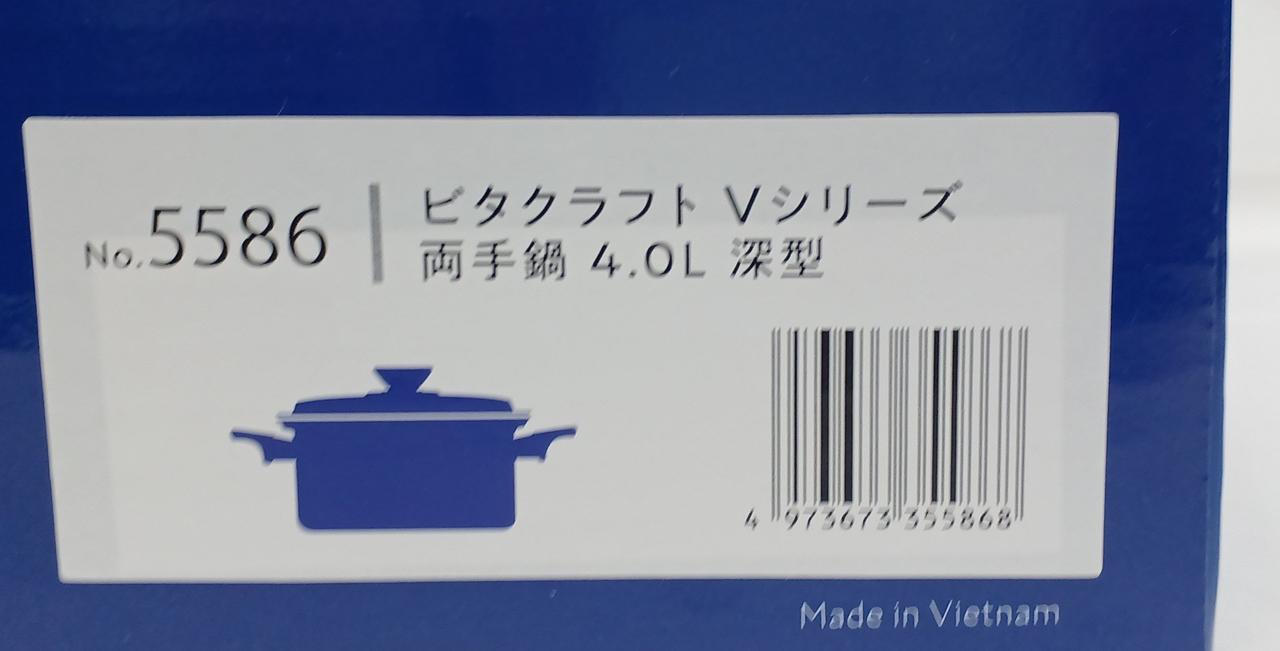 No.5586
ビタクラフト Vシリーズ
両手鍋 4.0L 深型
4 973673 355868
Made in Vietnam